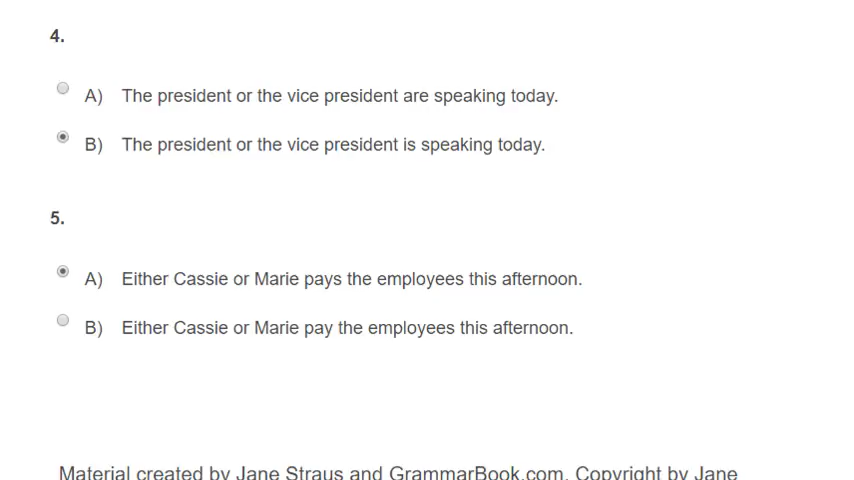 4.
A) The president or the vice president are speaking today.
B) The president or the vice president is speaking today.
5.
A) Either Cassie or Marie pays the employees this afternoon.
B) Either Cassie or Marie pay the employees this afternoon.
Material created by Jane Straus and GrammarBook.com. Copyright by Jane